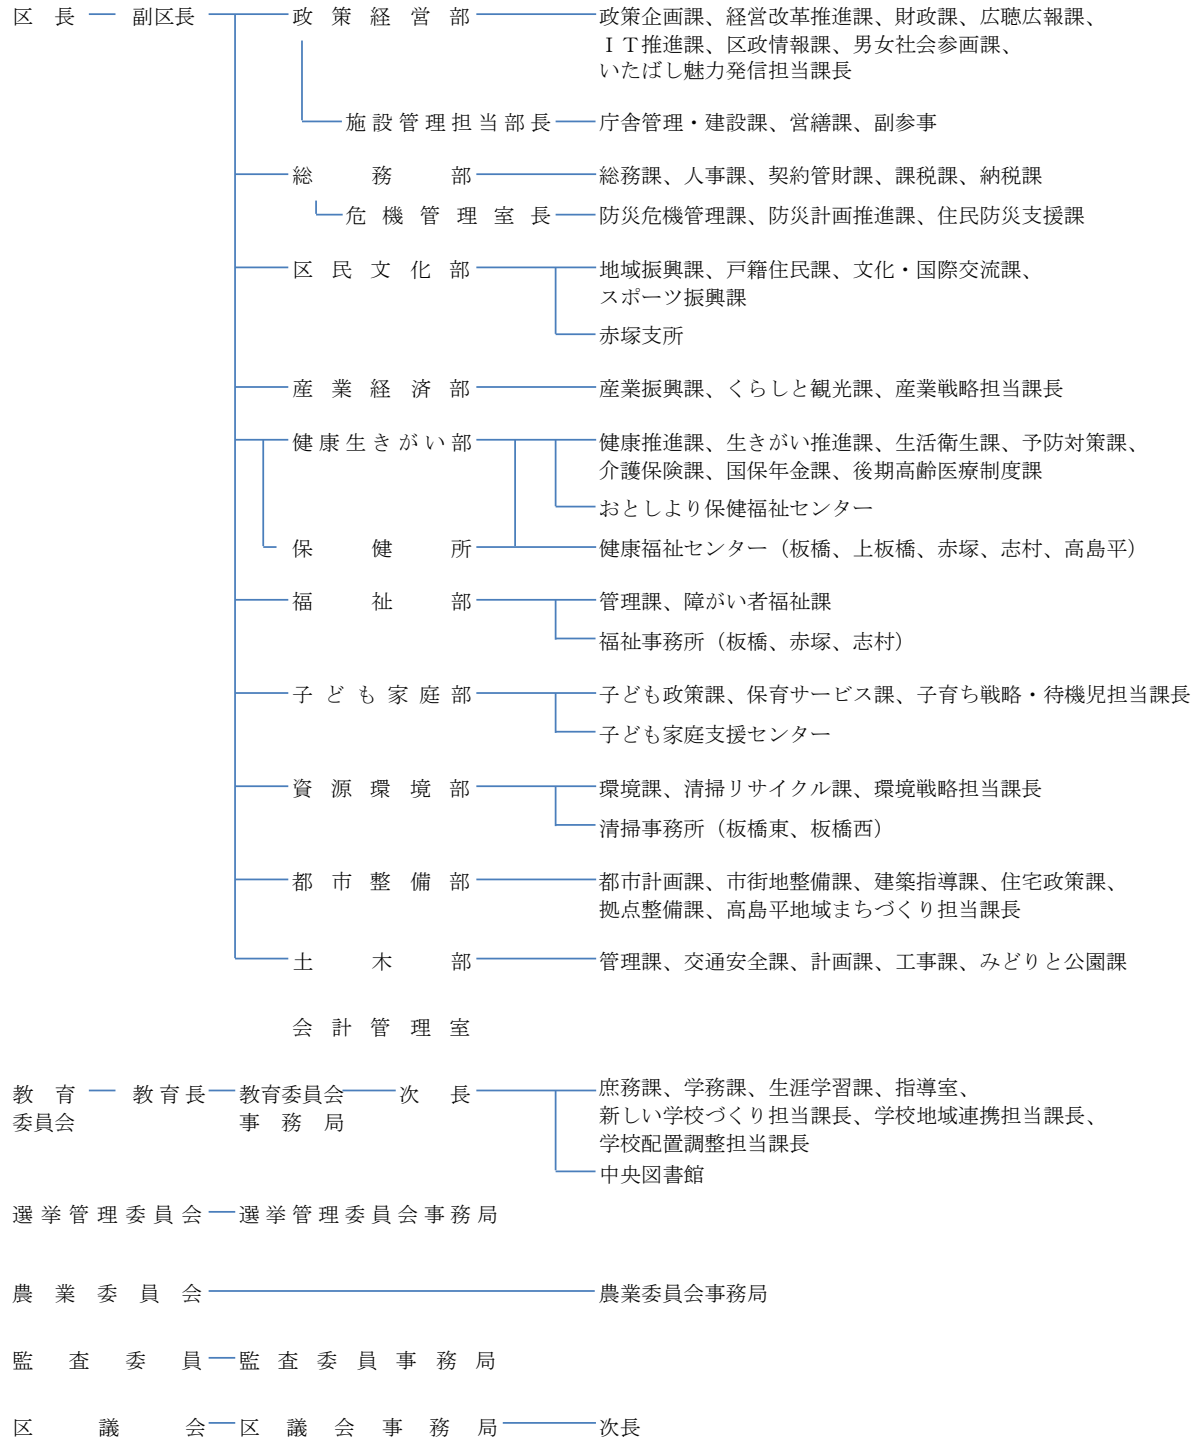 区長 副区長 政策経営部 政策企画課、経営改革推進課、財政課、広聴広報課、
ＩＴ推進課、区政情報課、男女社会参画課、
いたばし魅力発信担当課長
施設管理担当部長 庁舎管理・建設課、営繕課、副参事
総務部 総務課、人事課、契約管財課、課税課、納税課
危機管理室長 防災危機管理課、防災計画推進課、住民防災支援課
区民文化部 地域振興課、戸籍住民課、文化・国際交流課、
スポーツ振興課
赤塚支所
産業経済部 産業振興課、くらしと観光課、産業戦略担当課長
健康生きがい部 健康推進課、生きがい推進課、生活衛生課、予防対策課、
介護保険課、国保年金課、後期高齢医療制度課
おとしより保健福祉センター
保健所 健康福祉センター（板橋、上板橋、赤塚、志村、高島平）
福祉部 管理課、障がい者福祉課
福祉事務所（板橋、赤塚、志村）
子ども家庭部 子ども政策課、保育サービス課、子育ち戦略・待機児担当課長
子ども家庭支援センター
資源環境部 環境課、清掃リサイクル課、環境戦略担当課長
清掃事務所（板橋東、板橋西）
都市整備部 都市計画課、市街地整備課、建築指導課、住宅政策課、
拠点整備課、高島平地域まちづくり担当課長
土木部 管理課、交通安全課、計画課、工事課、みどりと公園課
会計管理室
教育 教育長 教育委員会 次長 庶務課、学務課、生涯学習課、指導室、
委員会 事務局 新しい学校づくり担当課長、学校地域連携担当課長、
学校配置調整担当課長
中央図書館
選挙管理委員会 選挙管理委員会事務局
農業委員会 農業委員会事務局
監査委員 監査委員事務局
区議会 区議会事務局 次長